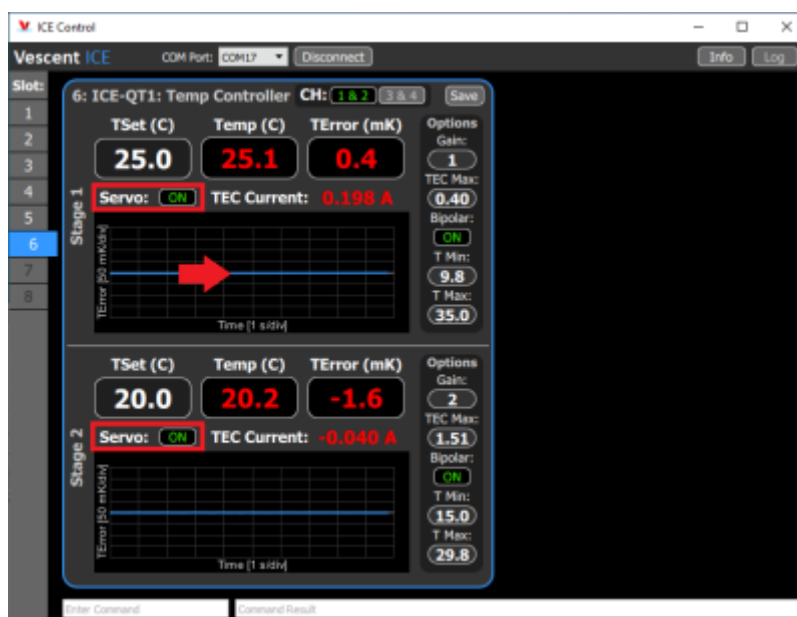 ICE Control
Vescent ICE COM Port: COM17 Disconnect Info Log
Slot:
1
2
3
4
5
6
7
8
6: ICE-QT1: Temp Controller CH: 1 & 2 3 & 4 Save
Stage 1
TSet (C) Temp (C) TError (mK)
25.0 25.1 0.4
Servo: ON TEC Current: 0.198 A
TError [50 mK/div]
Time [1 s/div]
Options
Gain:
1
TEC Max:
0.40
Bipolar:
ON
T Min:
9.8
T Max:
35.0
Stage 2
TSet (C) Temp (C) TError (mK)
20.0 20.2 -1.6
Servo: ON TEC Current: -0.040 A
TError [50 mK/div]
Time [1 s/div]
Options
Gain:
2
TEC Max:
1.51
Bipolar:
ON
T Min:
15.0
T Max:
29.8
Enter Command Command Result